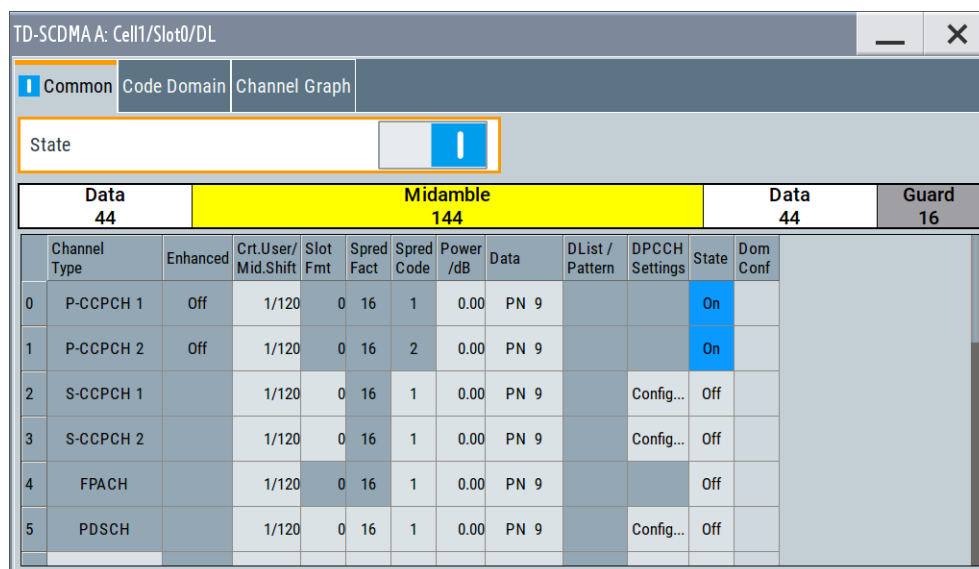 TD-SCDMA A: Cell1/Slot0/DL
Common Code Domain Channel Graph
State
Data Midamble Data Guard
44 144 44 16
Channel Type Enhanced Crt.User/ Mid.Shift Slot Fmt Spred Fact Spred Code Power /dB Data DList / Pattern DPCCH Settings State Dom Conf
0 P-CCPCH 1 Off 1/120 0 16 1 0.00 PN 9 On
1 P-CCPCH 2 Off 1/120 0 16 2 0.00 PN 9 On
2 S-CCPCH 1 1/120 0 16 1 0.00 PN 9 Config... Off
3 S-CCPCH 2 1/120 0 16 1 0.00 PN 9 Config... Off
4 FPACH 1/120 0 16 1 0.00 PN 9 Off
5 PDSCH 1/120 0 16 1 0.00 PN 9 Config... Off